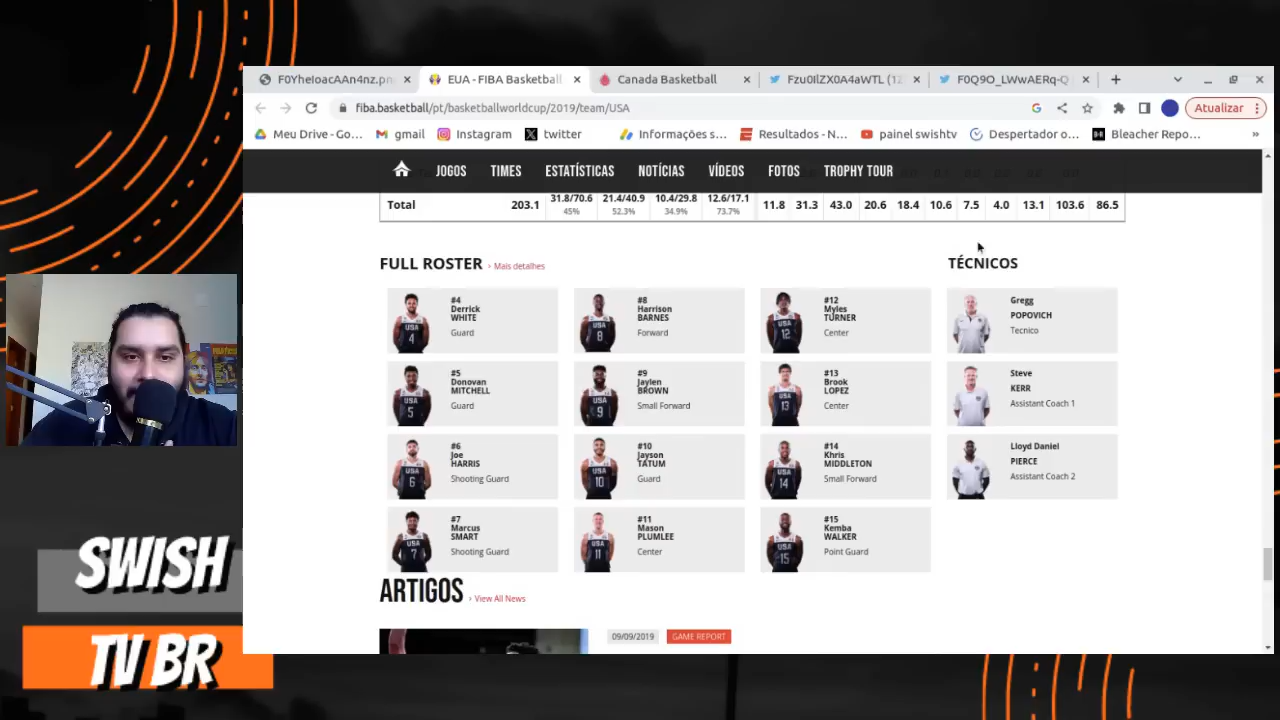 F0YheIoacAAn4nz.pn
EUA - FIBA Basketball
Canada Basketball
Fzu0IlZX0A4aWTL (12
F0Q9O_LWwAERq-Q
fiba.basketball/pt/basketballworldcup/2019/team/USA
Atualizar
Meu Drive - Go...
gmail
Instagram
twitter
Informações s...
Resultados - N...
painel swishtv
Despertador o...
Bleacher Repo...
JOGOS TIMES ESTATÍSTICAS NOTÍCIAS VÍDEOS FOTOS TROPHY TOUR
Total 203.1 31.8/70.6 21.4/40.9 10.4/29.8 12.6/17.1 11.8 31.3 43.0 20.6 18.4 10.6 7.5 4.0 13.1 103.6 86.5
45% 52.3% 34.9% 73.7%
FULL ROSTER › Mais detalhes
#4
Derrick
WHITE
Guard
#8
Harrison
BARNES
Forward
#12
Myles
TURNER
Center
#5
Donovan
MITCHELL
Guard
#9
Jaylen
BROWN
Small Forward
#13
Brook
LOPEZ
Center
#6
Joe
HARRIS
Shooting Guard
#10
Jayson
TATUM
Guard
#14
Khris
MIDDLETON
Small Forward
#7
Marcus
SMART
Shooting Guard
#11
Mason
PLUMLEE
Center
#15
Kemba
WALKER
Point Guard
TÉCNICOS
Gregg
POPOVICH
Tecnico
Steve
KERR
Assistant Coach 1
Lloyd Daniel
PIERCE
Assistant Coach 2
ARTIGOS › View All News
09/09/2019 GAME REPORT
SWISH
TV BR